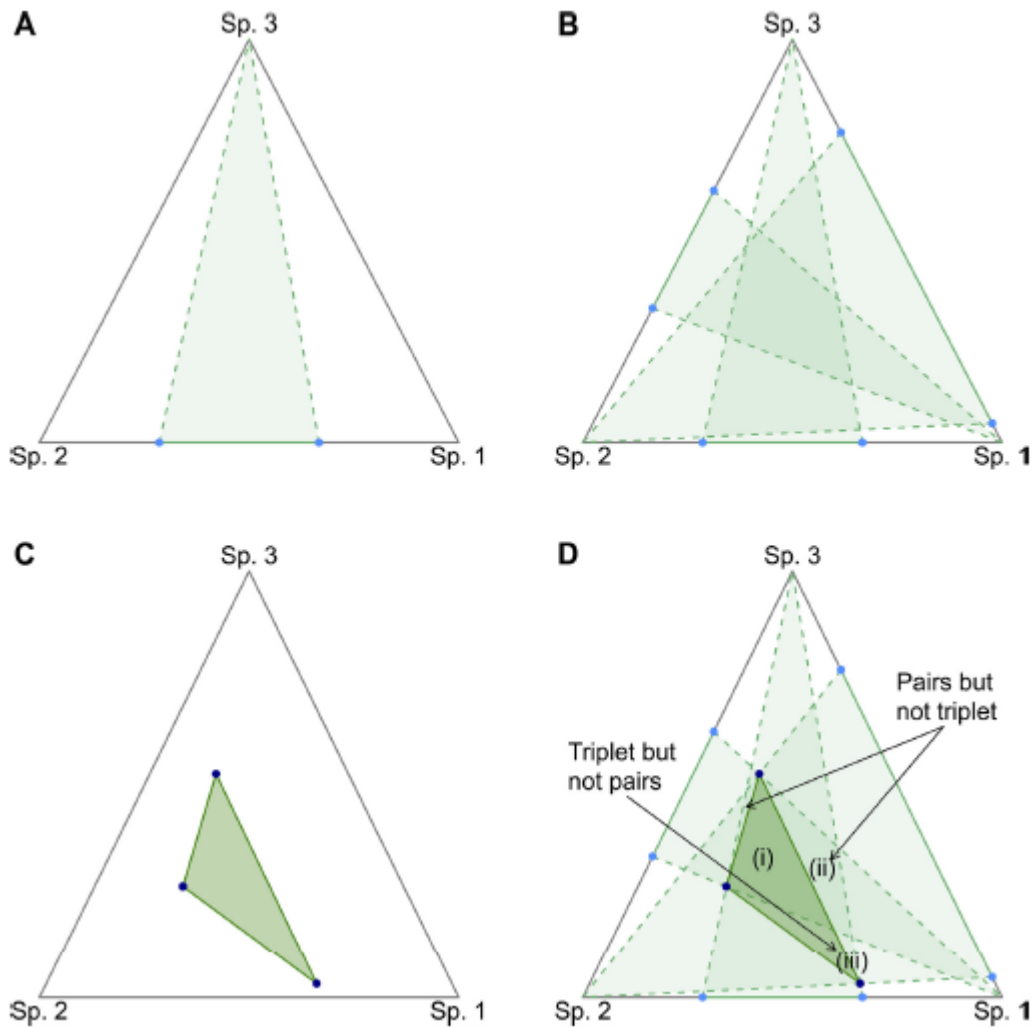 A
Sp. 3
Sp. 2
Sp. 1
B
Sp. 3
Sp. 2
Sp. 1
C
Sp. 3
Sp. 2
Sp. 1
D
Sp. 3
Pairs but
not triplet
Triplet but
not pairs
(i)
(ii)
(iii)
Sp. 2
Sp. 1